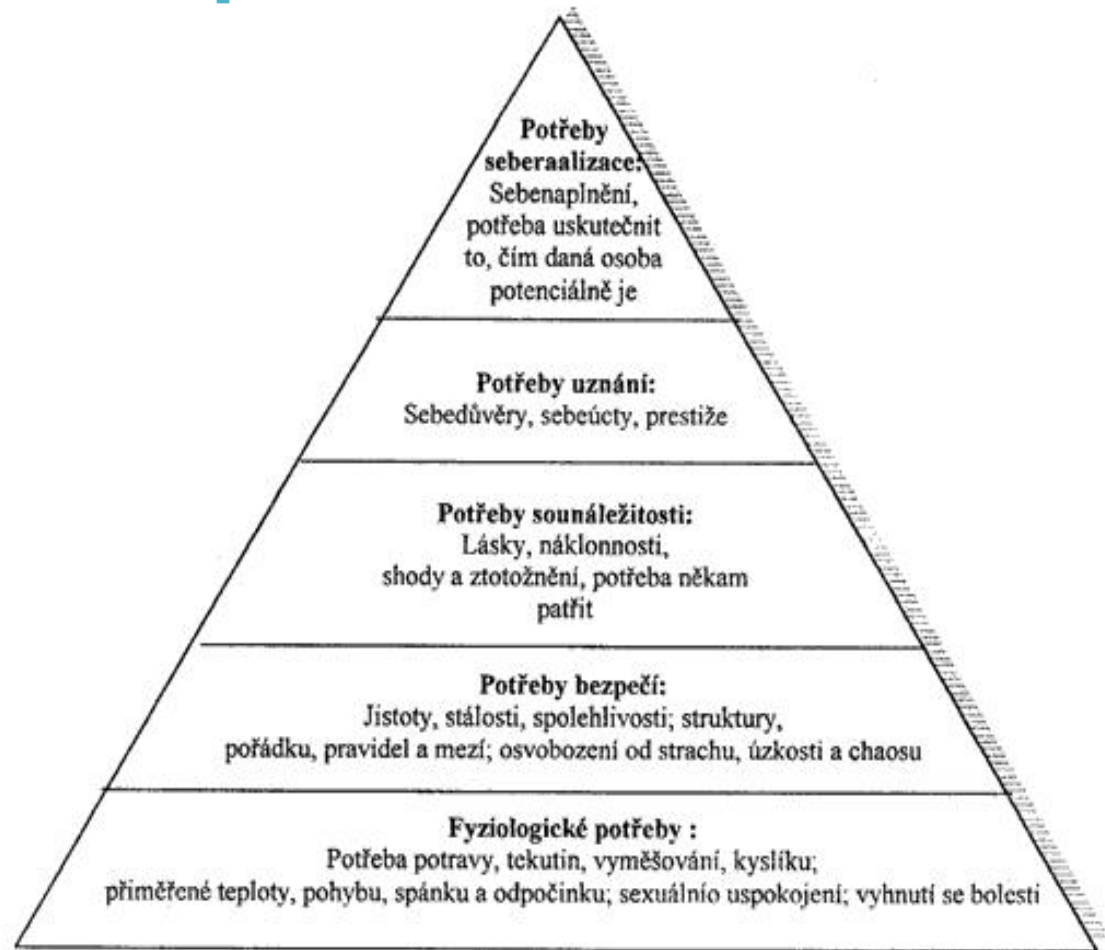 Potřeby
seberaalizace:
Sebenaplnění,
potřeba uskutečnit
to, čím daná osoba
potenciálně je
Potřeby uznání:
Sebedůvěry, sebeúcty, prestiže
Potřeby sounáležitosti:
Lásky, náklonnosti,
shody a ztotožnění, potřeba někam
patřit
Potřeby bezpečí:
Jistoty, stálosti, spolehlivosti; struktury,
pořádku, pravidel a mezí; osvobození od strachu, úzkosti a chaosu
Fyziologické potřeby :
Potřeba potravy, tekutin, vyměšování, kyslíku;
přiměřené teploty, pohybu, spánku a odpočinku; sexuálnío uspokojení; vyhnutí se bolesti